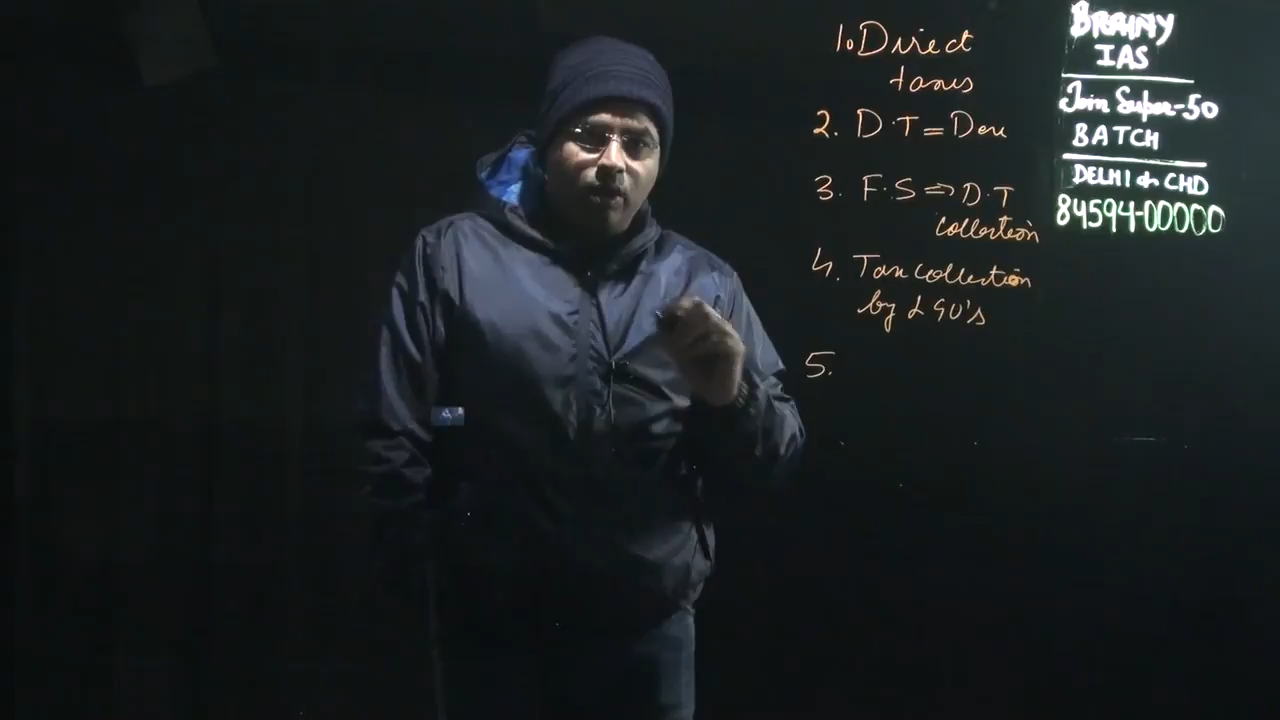 1. Direct
taxes
2. D.T = Dev
3. F.S => D.T
collection
4. Tax collection
by LGU's
5.
BRAINY
IAS
Join Super-50
BATCH
DELHI & CHD
84594-00000